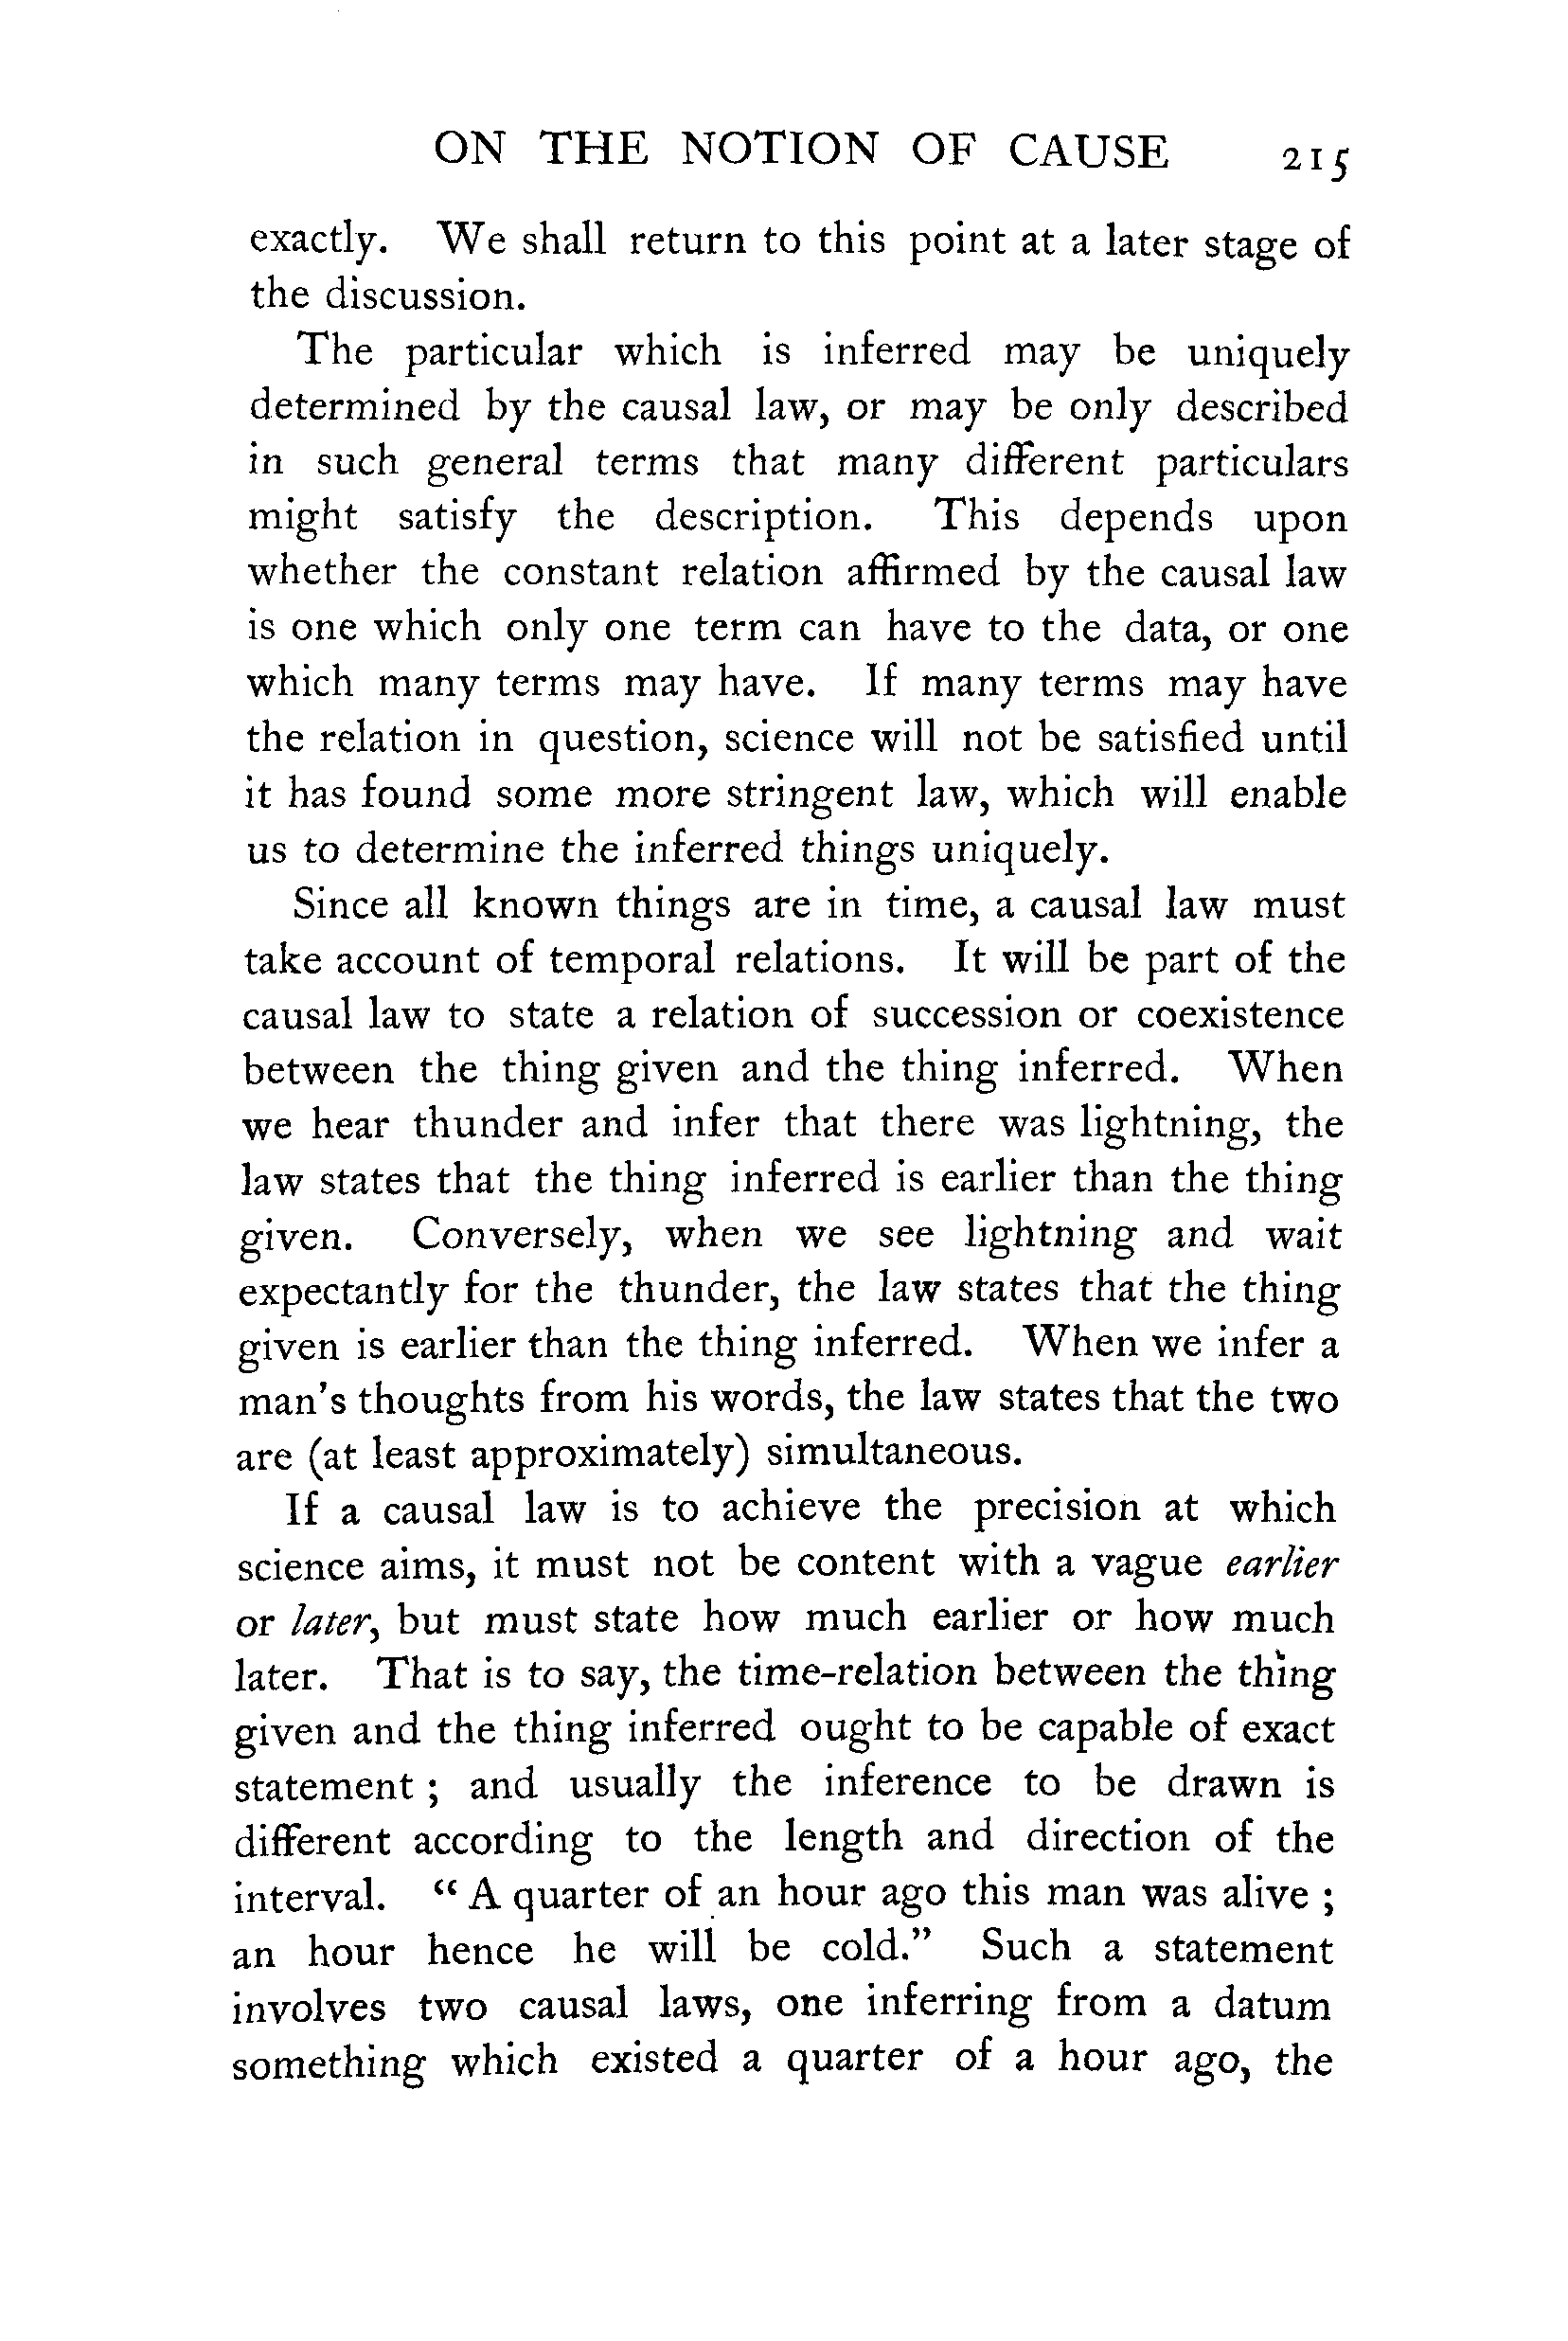 ON THE NOTION OF CAUSE 215
exactly. We shall return to this point at a later stage of
the discussion.
The particular which is inferred may be uniquely
determined by the causal law, or may be only described
in such general terms that many different particulars
might satisfy the description. This depends upon
whether the constant relation affirmed by the causal law
is one which only one term can have to the data, or one
which many terms may have. If many terms may have
the relation in question, science will not be satisfied until
it has found some more stringent law, which will enable
us to determine the inferred things uniquely.
Since all known things are in time, a causal law must
take account of temporal relations. It will be part of the
causal law to state a relation of succession or coexistence
between the thing given and the thing inferred. When
we hear thunder and infer that there was lightning, the
law states that the thing inferred is earlier than the thing
given. Conversely, when we see lightning and wait
expectantly for the thunder, the law states that the thing
given is earlier than the thing inferred. When we infer a
man's thoughts from his words, the law states that the two
are (at least approximately) simultaneous.
If a causal law is to achieve the precision at which
science aims, it must not be content with a vague earlier
or later, but must state how much earlier or how much
later. That is to say, the time-relation between the thing
given and the thing inferred ought to be capable of exact
statement ; and usually the inference to be drawn is
different according to the length and direction of the
interval. “ A quarter of an hour ago this man was alive ;
an hour hence he will be cold.” Such a statement
involves two causal laws, one inferring from a datum
something which existed a quarter of a hour ago, the